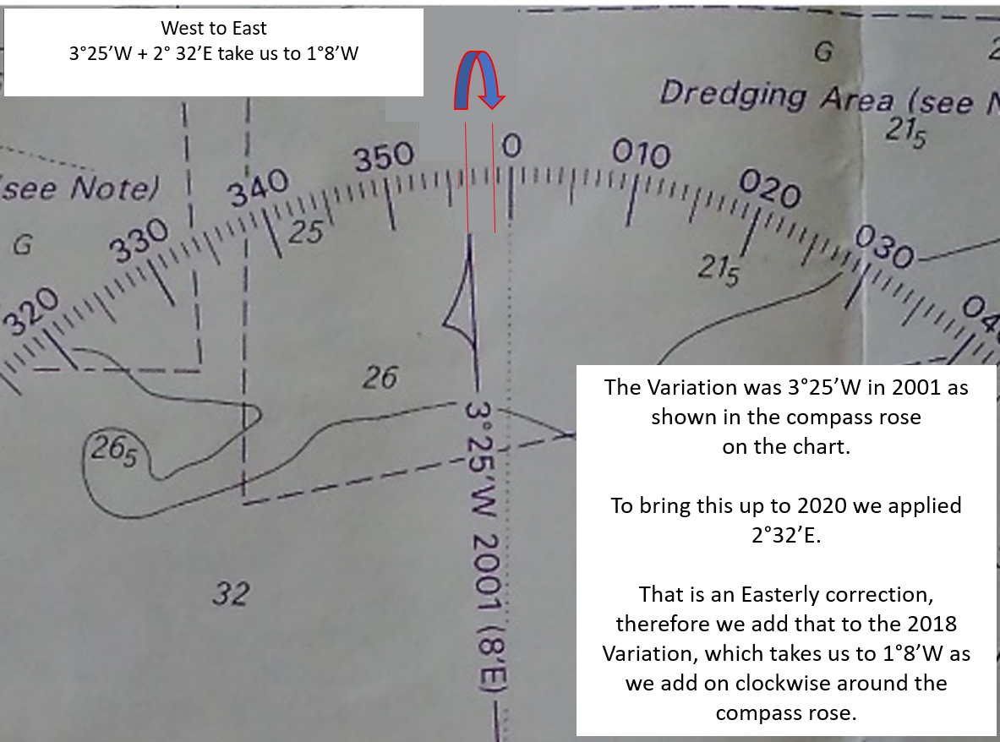 West to East
3°25’W + 2° 32’E take us to 1°8’W
G
Dredging Area (see N
21₅
350
0
010
020
030
04
340
330
320
(see Note)
G
25
21₅
26
26₅
32
3°25′W 2001 (8′E)
The Variation was 3°25’W in 2001 as
shown in the compass rose
on the chart.
To bring this up to 2020 we applied
2°32’E.
That is an Easterly correction,
therefore we add that to the 2018
Variation, which takes us to 1°8’W as
we add on clockwise around the
compass rose.